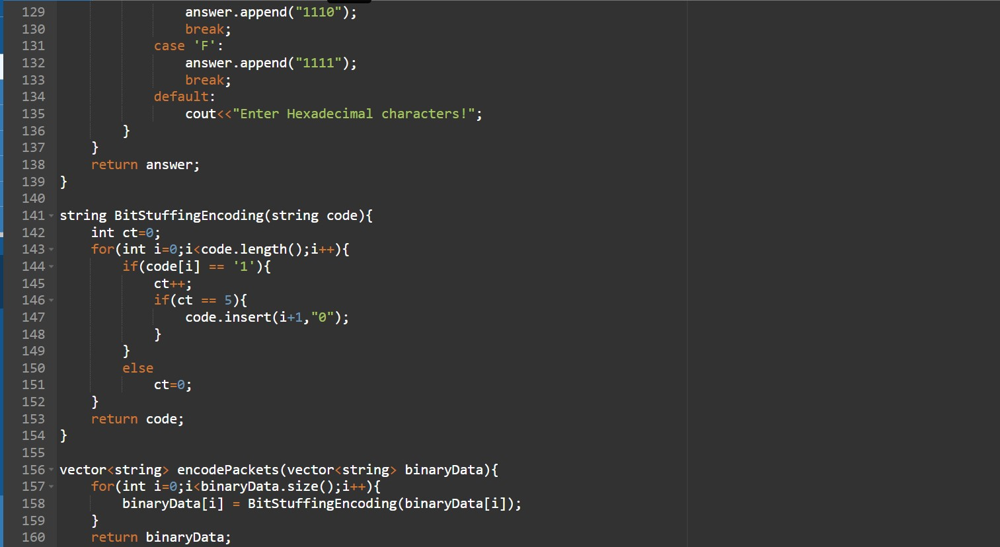 129                 answer.append("1110");
130                 break;
131             case 'F':
132                 answer.append("1111");
133                 break;
134             default:
135                 cout<<"Enter Hexadecimal characters!";
136         }
137     }
138     return answer;
139 }
140
141 string BitStuffingEncoding(string code){
142     int ct=0;
143     for(int i=0;i<code.length();i++){
144         if(code[i] == '1'){
145             ct++;
146             if(ct == 5){
147                 code.insert(i+1,"0");
148             }
149         }
150         else
151             ct=0;
152     }
153     return code;
154 }
155
156 vector<string> encodePackets(vector<string> binaryData){
157     for(int i=0;i<binaryData.size();i++){
158         binaryData[i] = BitStuffingEncoding(binaryData[i]);
159     }
160     return binaryData;